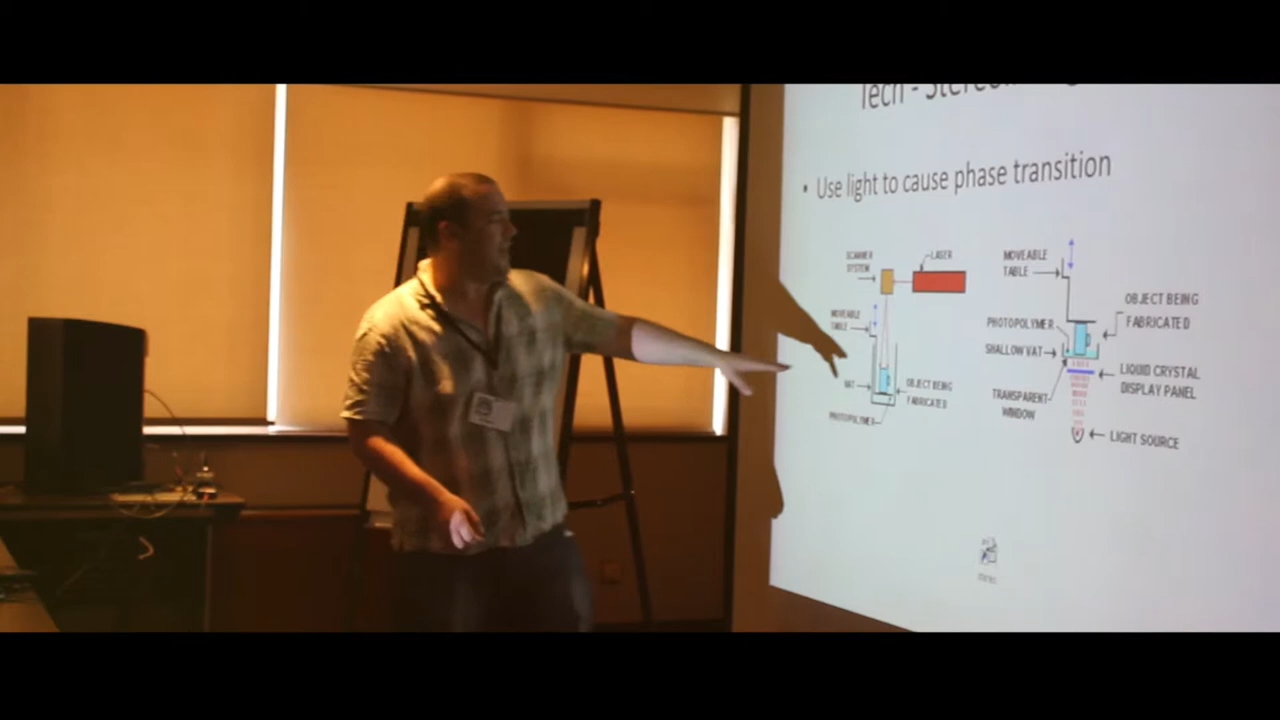 Tech -
• Use light to cause phase transition
SCANNER
SYSTEM
LASER
MOVEABLE
TABLE
VAT
OBJECT BEING
FABRICATED
PHOTOPOLYMER
MOVEABLE
TABLE
OBJECT BEING
FABRICATED
PHOTOPOLYMER
SHALLOW VAT
LIQUID CRYSTAL
DISPLAY PANEL
TRANSPARENT
WINDOW
LIGHT SOURCE